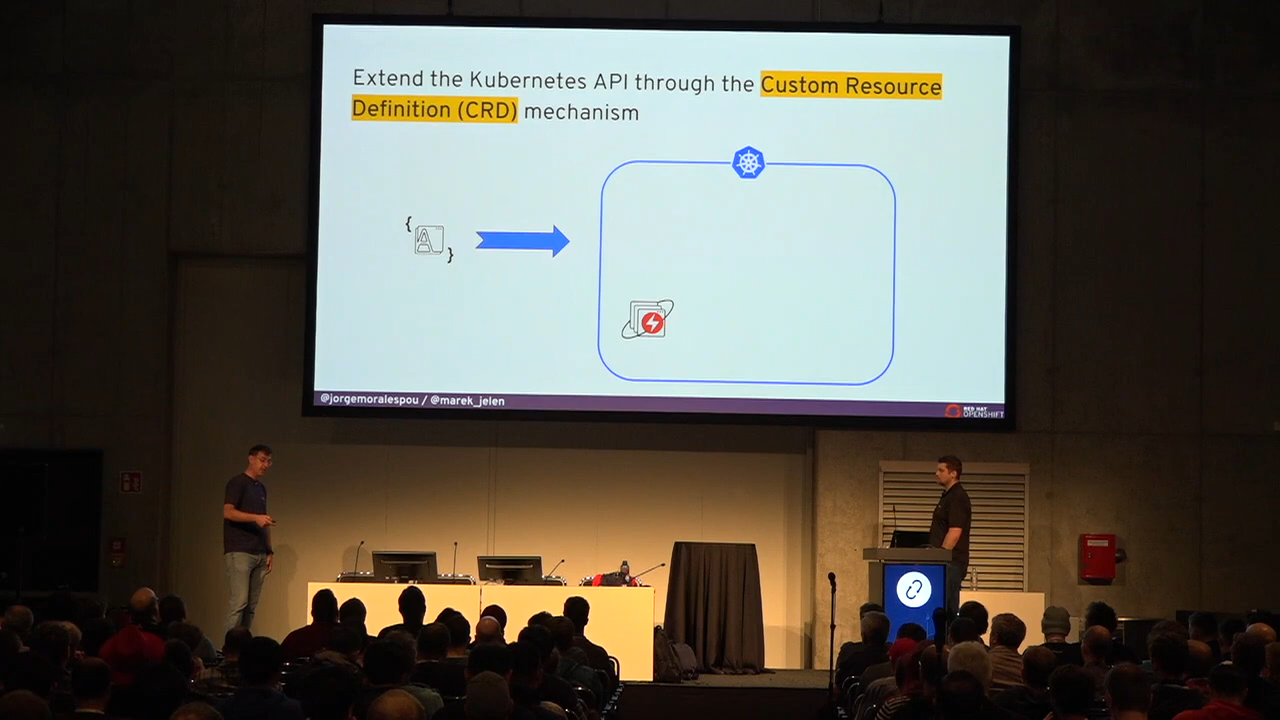 Extend the Kubernetes API through the Custom Resource
Definition (CRD) mechanism
{ A }
@jorgemoralespou / @marek_jelen
RED HAT
OPENSHIFT